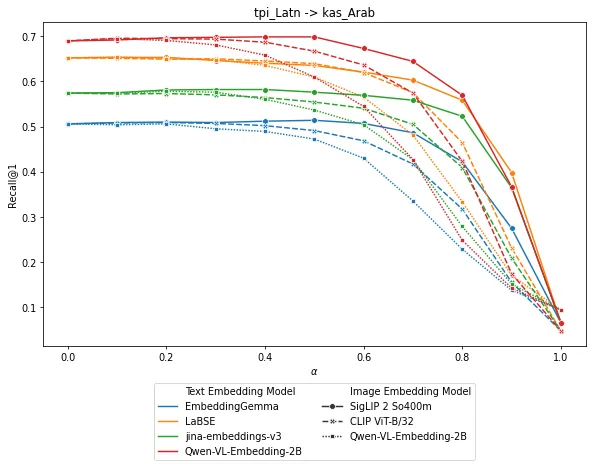 tpi_Latn -> kas_Arab
Recall@1
0.7
0.6
0.5
0.4
0.3
0.2
0.1
0.0
0.2
0.4
0.6
0.8
1.0
α
Text Embedding Model
EmbeddingGemma
LaBSE
jina-embeddings-v3
Qwen-VL-Embedding-2B
Image Embedding Model
SigLIP 2 So400m
CLIP ViT-B/32
Qwen-VL-Embedding-2B